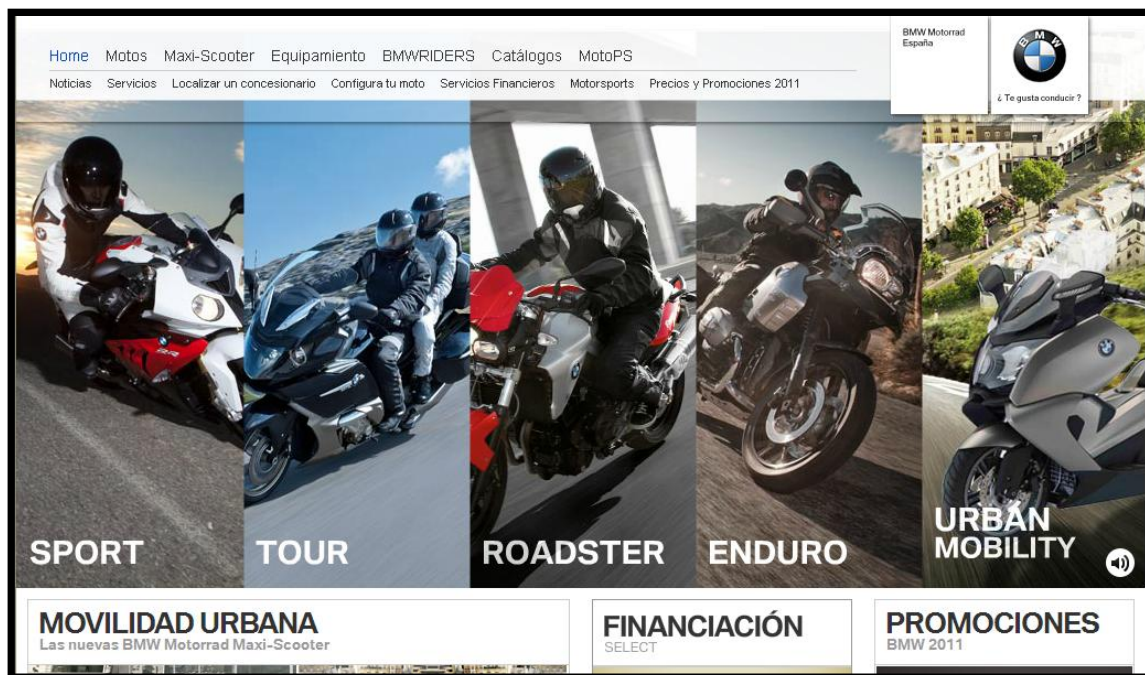 Home Motos Maxi-Scooter Equipamiento BMWRIDERS Catálogos MotoPS
Noticias Servicios Localizar un concesionario Configura tu moto Servicios Financieros Motorsports Precios y Promociones 2011
BMW Motorrad
España
BMW
¿ Te gusta conducir ?
RR
SPORT
TOUR
ROADSTER
ENDURO
URBAN
MOBILITY
MOVILIDAD URBANA
Las nuevas BMW Motorrad Maxi-Scooter
FINANCIACIÓN
SELECT
PROMOCIONES
BMW 2011